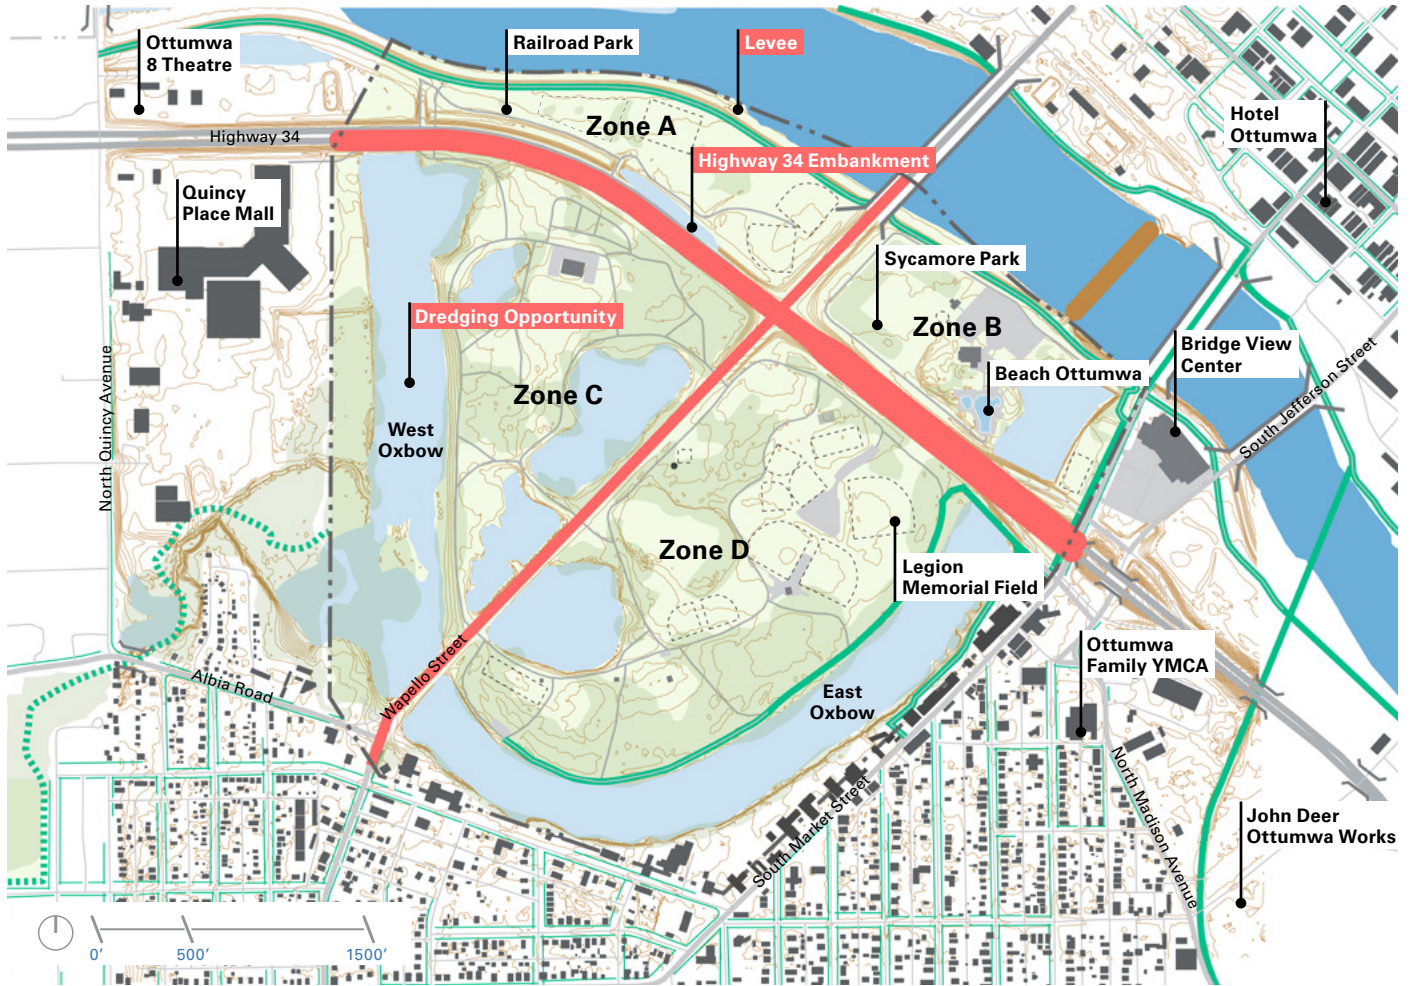 Ottumwa
8 Theatre
Railroad Park
Levee
Zone A
Hotel
Ottumwa
Highway 34
Highway 34 Embankment
Quincy
Place Mall
Sycamore Park
Dredging Opportunity
Zone B
Bridge View
Center
Beach Ottumwa
Zone C
South Jefferson Street
North Quincy Avenue
West
Oxbow
Zone D
Legion
Memorial Field
Ottumwa
Family YMCA
Wapello Street
Albia Road
East
Oxbow
South Market Street
North Madison Avenue
John Deer
Ottumwa Works
0'
500'
1500'